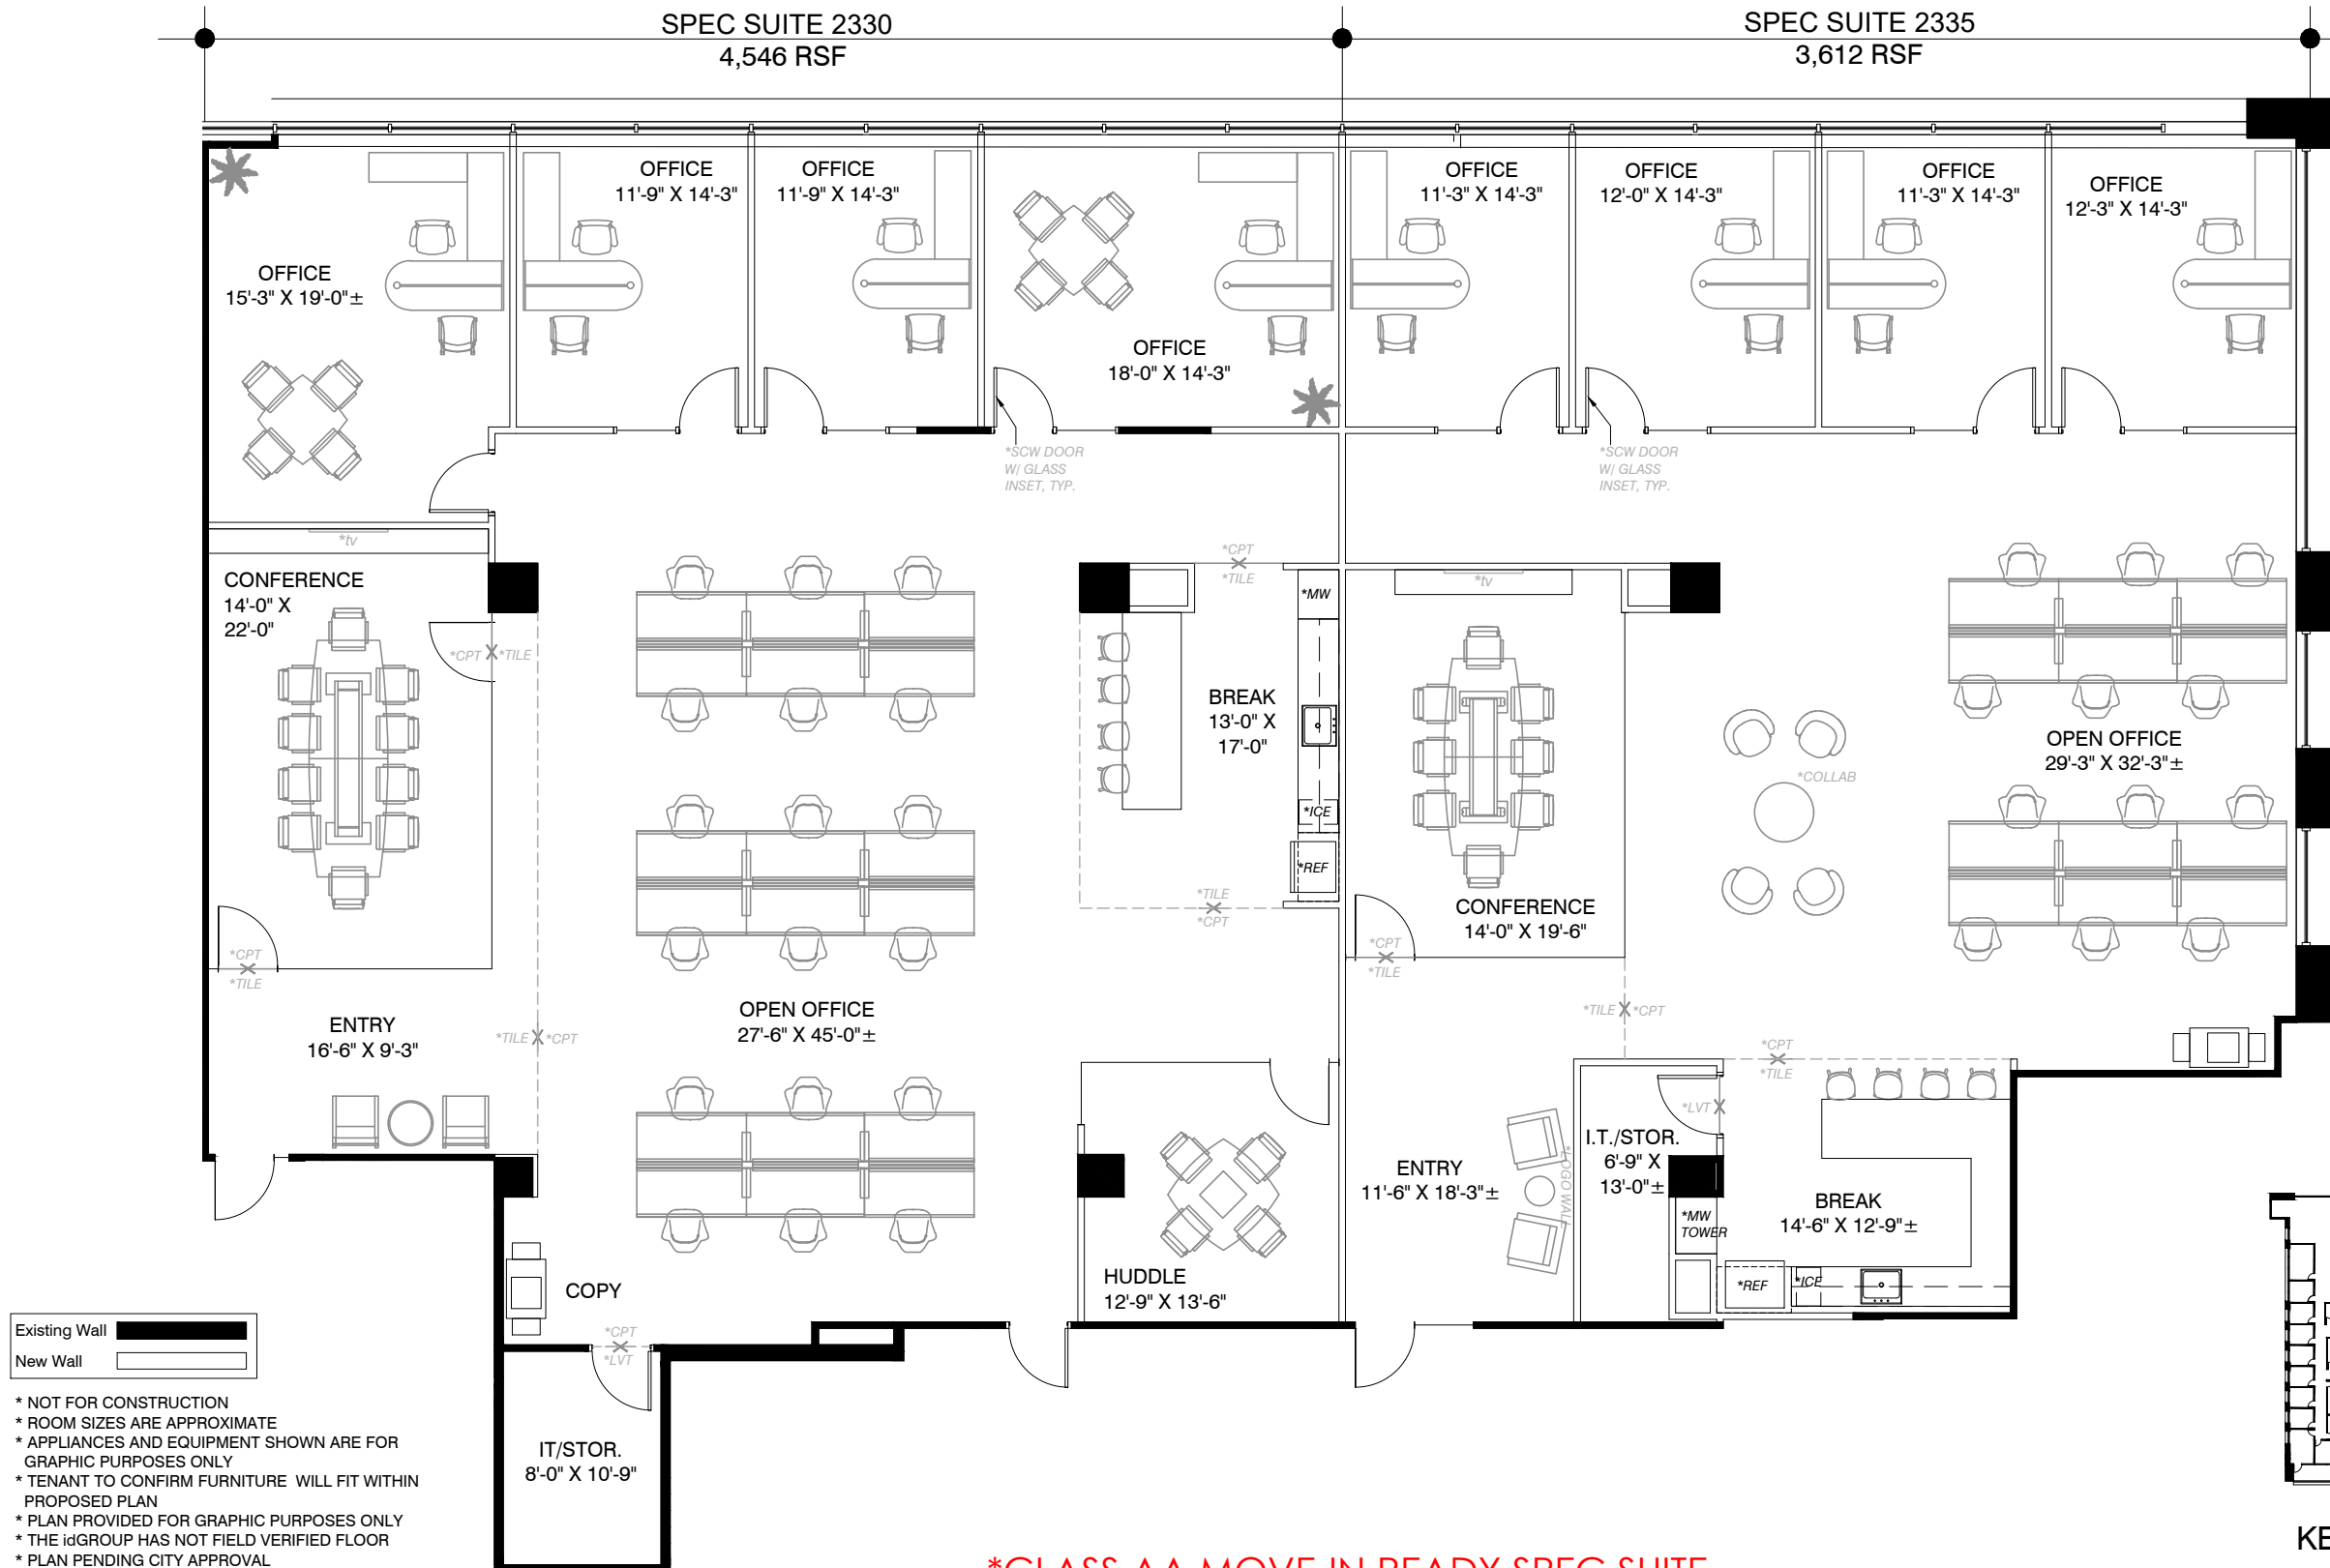 SPEC SUITE 2330
4,546 RSF
SPEC SUITE 2335
3,612 RSF
OFFICE
15'-3" X 19'-0"±
OFFICE
11'-9" X 14'-3"
OFFICE
11'-9" X 14'-3"
OFFICE
18'-0" X 14'-3"
OFFICE
11'-3" X 14'-3"
OFFICE
12'-0" X 14'-3"
OFFICE
11'-3" X 14'-3"
OFFICE
12'-3" X 14'-3"
*SCW DOOR
W/ GLASS
INSET, TYP.
*SCW DOOR
W/ GLASS
INSET, TYP.
*tv
CONFERENCE
14'-0" X
22'-0"
*CPT
*TILE
*CPT
*TILE
*MW
BREAK
13'-0" X
17'-0"
*ICE
*REF
*TILE
*CPT
*tv
CONFERENCE
14'-0" X 19'-6"
*CPT
*TILE
*COLLAB
OPEN OFFICE
29'-3" X 32'-3"±
*CPT
*TILE
ENTRY
16'-6" X 9'-3"
*TILE
*CPT
OPEN OFFICE
27'-6" X 45'-0"±
*TILE
*CPT
*CPT
*TILE
*LVT
ENTRY
11'-6" X 18'-3"±
*LOGO WALL
I.T./STOR.
6'-9" X
13'-0"±
*MW
TOWER
BREAK
14'-6" X 12'-9"±
*REF
*ICE
HUDDLE
12'-9" X 13'-6"
COPY
*CPT
*LVT
IT/STOR.
8'-0" X 10'-9"
Existing Wall
New Wall
* NOT FOR CONSTRUCTION
* ROOM SIZES ARE APPROXIMATE
* APPLIANCES AND EQUIPMENT SHOWN ARE FOR
GRAPHIC PURPOSES ONLY
* TENANT TO CONFIRM FURNITURE WILL FIT WITHIN
PROPOSED PLAN
* PLAN PROVIDED FOR GRAPHIC PURPOSES ONLY
* THE idGROUP HAS NOT FIELD VERIFIED FLOOR
* PLAN PENDING CITY APPROVAL
*CLASS AA MOVE IN READY SPEC SUITE